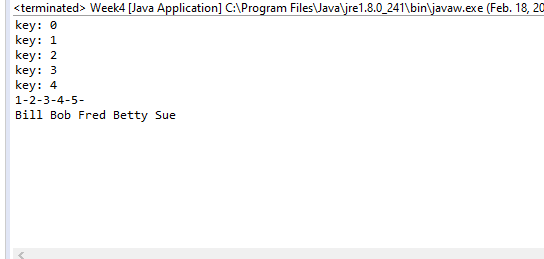 <terminated> Week4 [Java Application] C:\Program Files\Java\jre1.8.0_241\bin\javaw.exe (Feb. 18, 20
key: 0
key: 1
key: 2
key: 3
key: 4
1-2-3-4-5-
Bill Bob Fred Betty Sue